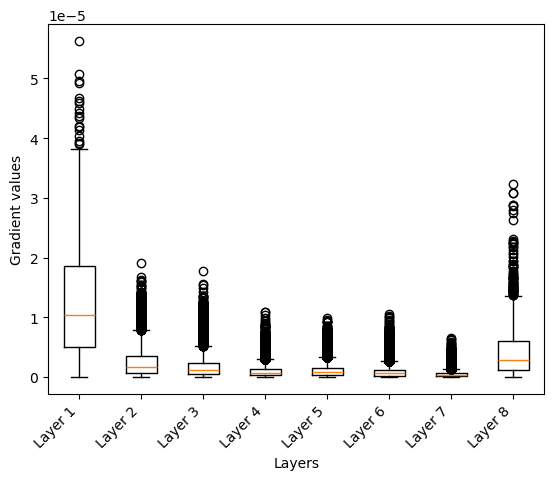 1e−5
5
4
3
2
1
0
Gradient values
Layer 1
Layer 2
Layer 3
Layer 4
Layer 5
Layer 6
Layer 7
Layer 8
Layers